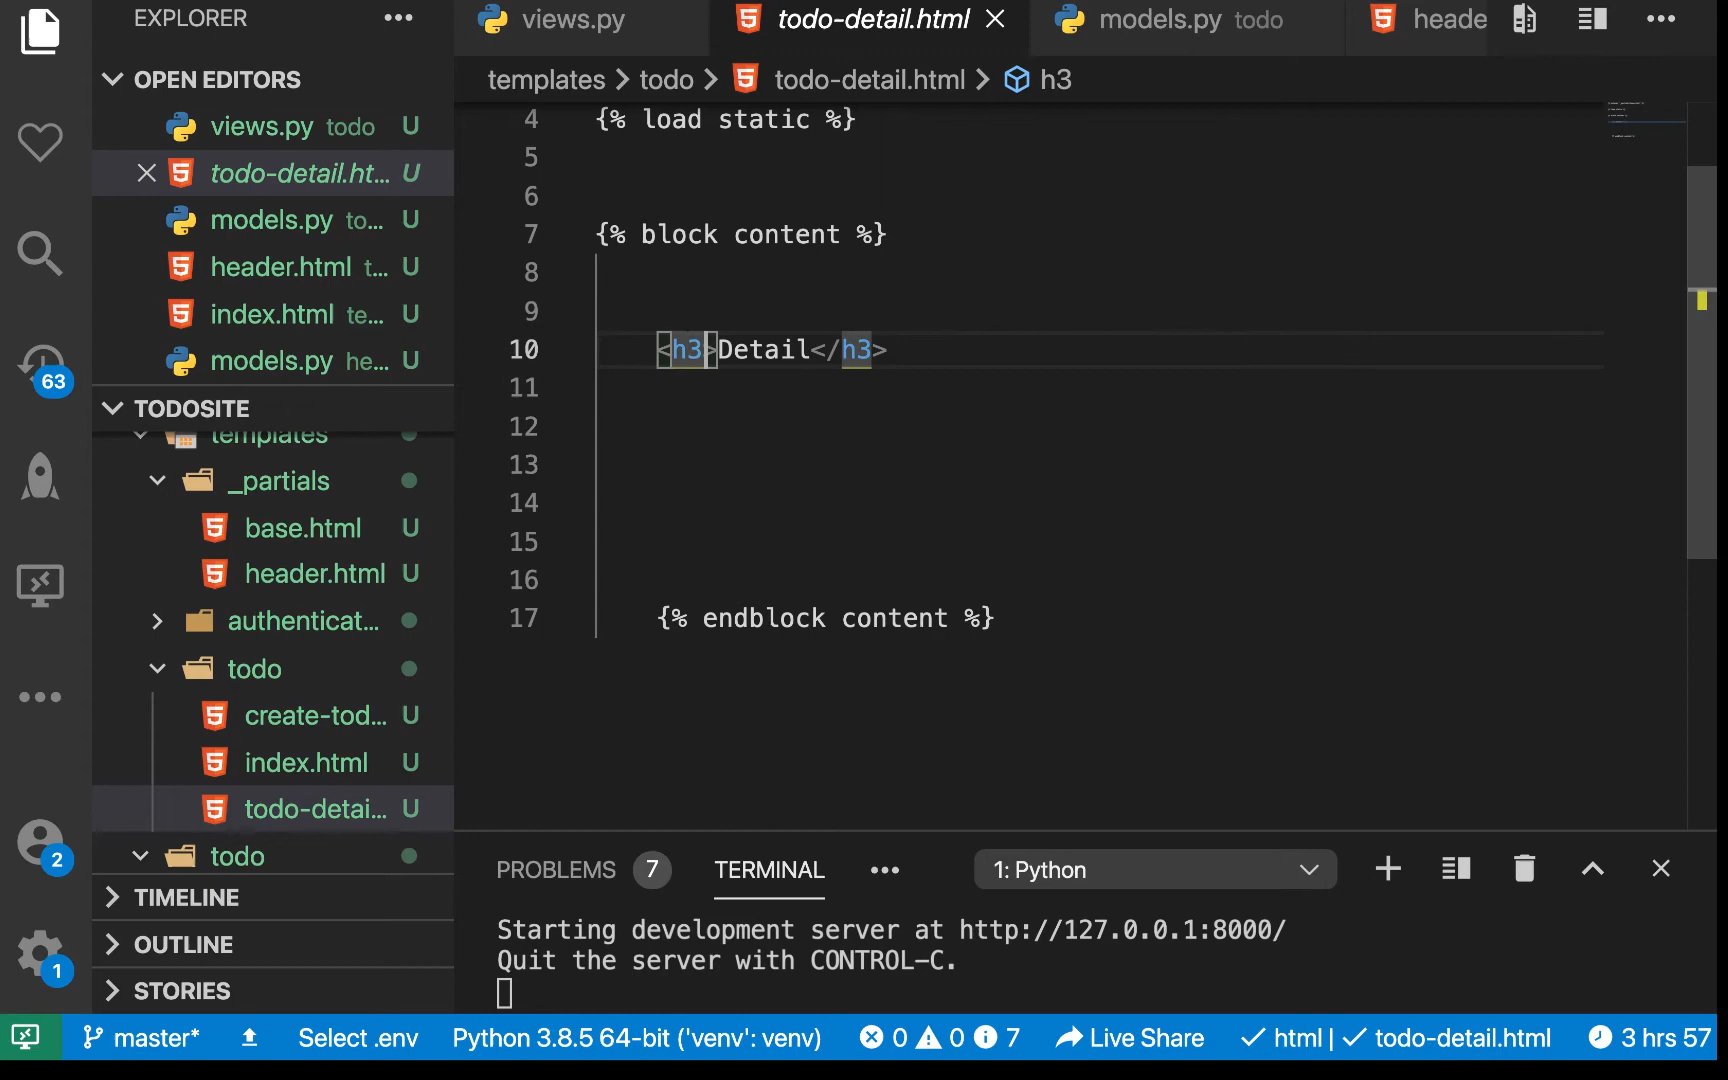 EXPLORER
views.py
todo-detail.html
models.py todo
heade
OPEN EDITORS
templates > todo > todo-detail.html > h3
views.py todo U
todo-detail.ht... U
models.py to... U
header.html t... U
index.html te... U
models.py he... U
TODOSITE
templates
_partials
base.html U
header.html U
authenticat...
todo
create-tod... U
index.html U
todo-detai... U
todo
TIMELINE
OUTLINE
STORIES
63
2
1
4 {% load static %}
5
6
7 {% block content %}
8
9
10 <h3>Detail</h3>
11
12
13
14
15
16
17 {% endblock content %}
PROBLEMS 7 TERMINAL 1: Python
Starting development server at http://127.0.0.1:8000/
Quit the server with CONTROL-C.
master* Select .env Python 3.8.5 64-bit ('venv': venv) 0 0 7 Live Share html | todo-detail.html 3 hrs 57